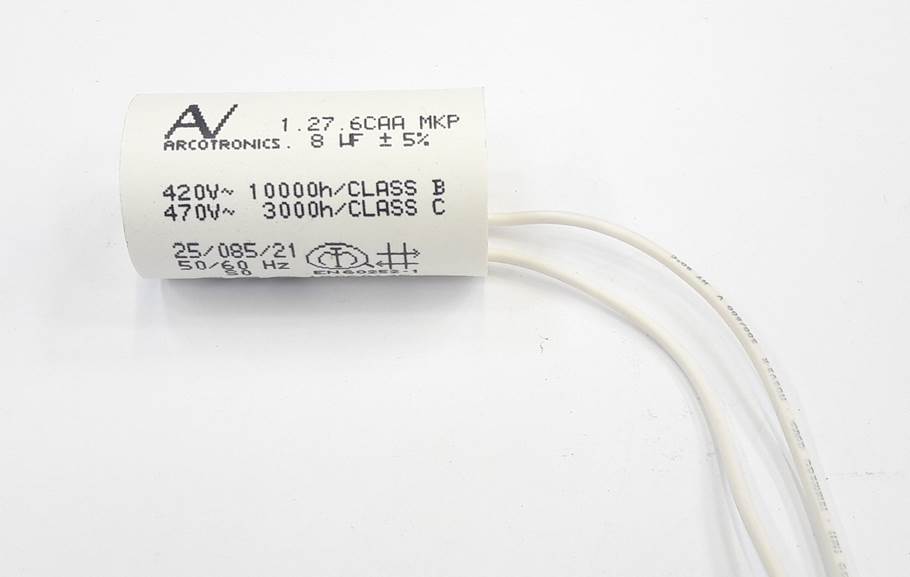 1.27.6CAA MKP
ARCOTRONICS. 8 µF ± 5%
420V~ 10000h/CLASS B
470V~ 3000h/CLASS C
25/085/21
50/60 Hz
S0 EN60252-1